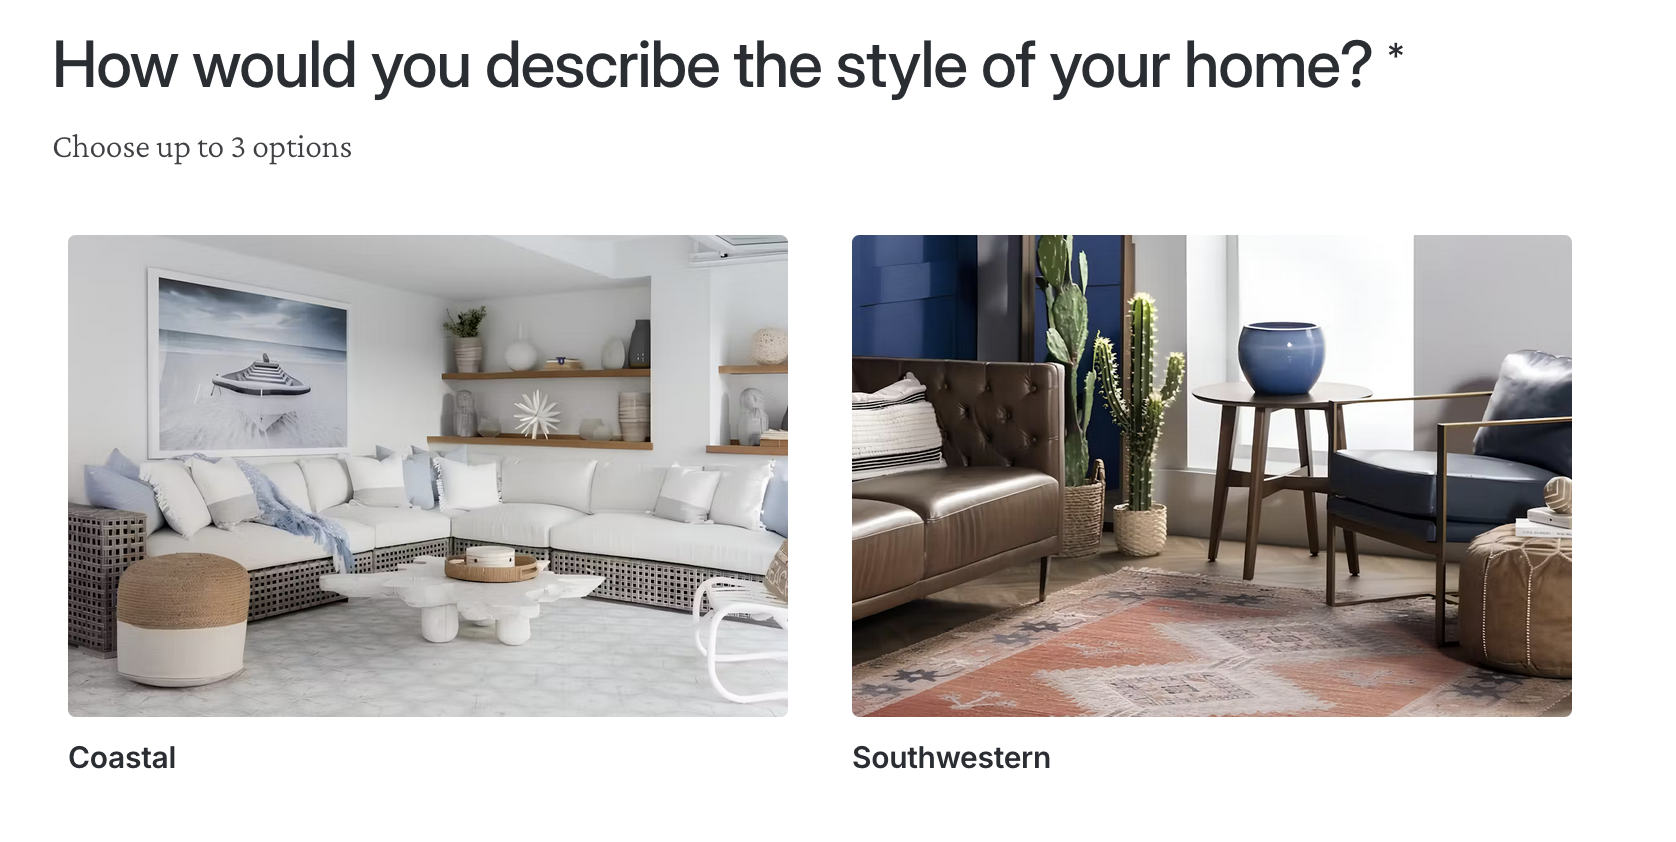 How would you describe the style of your home? *
Choose up to 3 options
Coastal
Southwestern